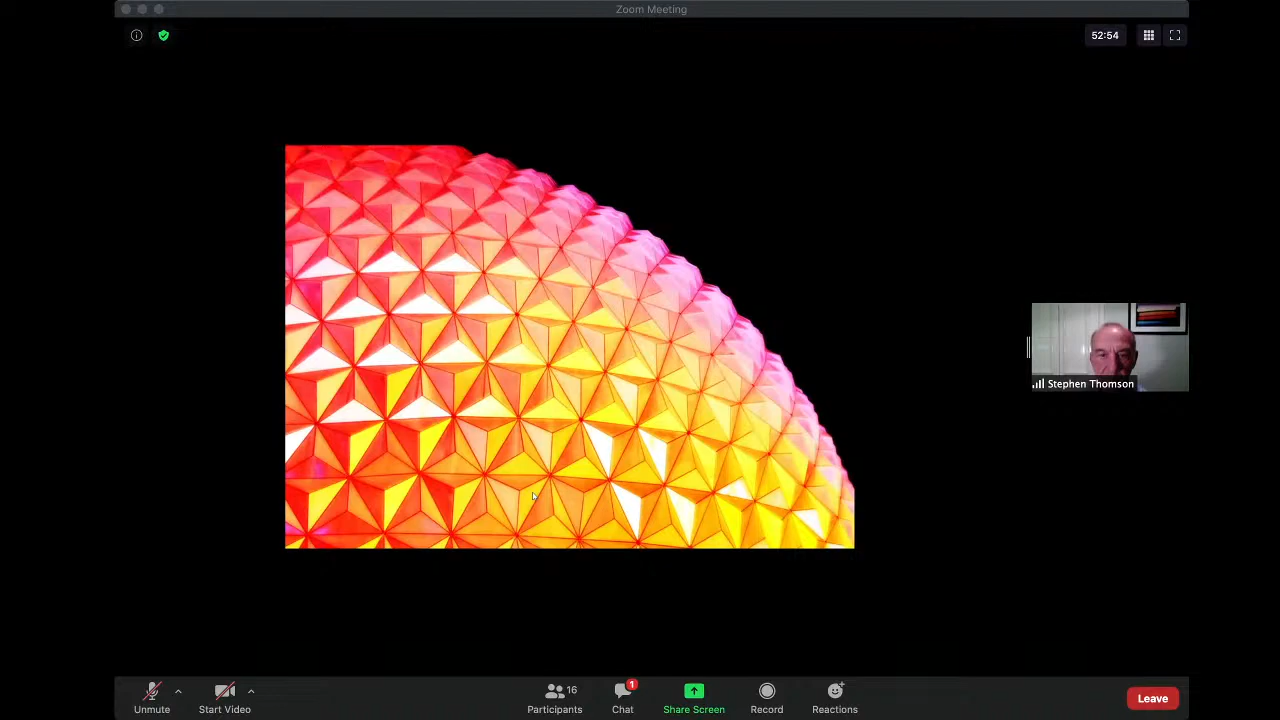 Zoom Meeting
52:54
Stephen Thomson
16
1
Unmute
Start Video
Participants
Chat
Share Screen
Record
Reactions
Leave